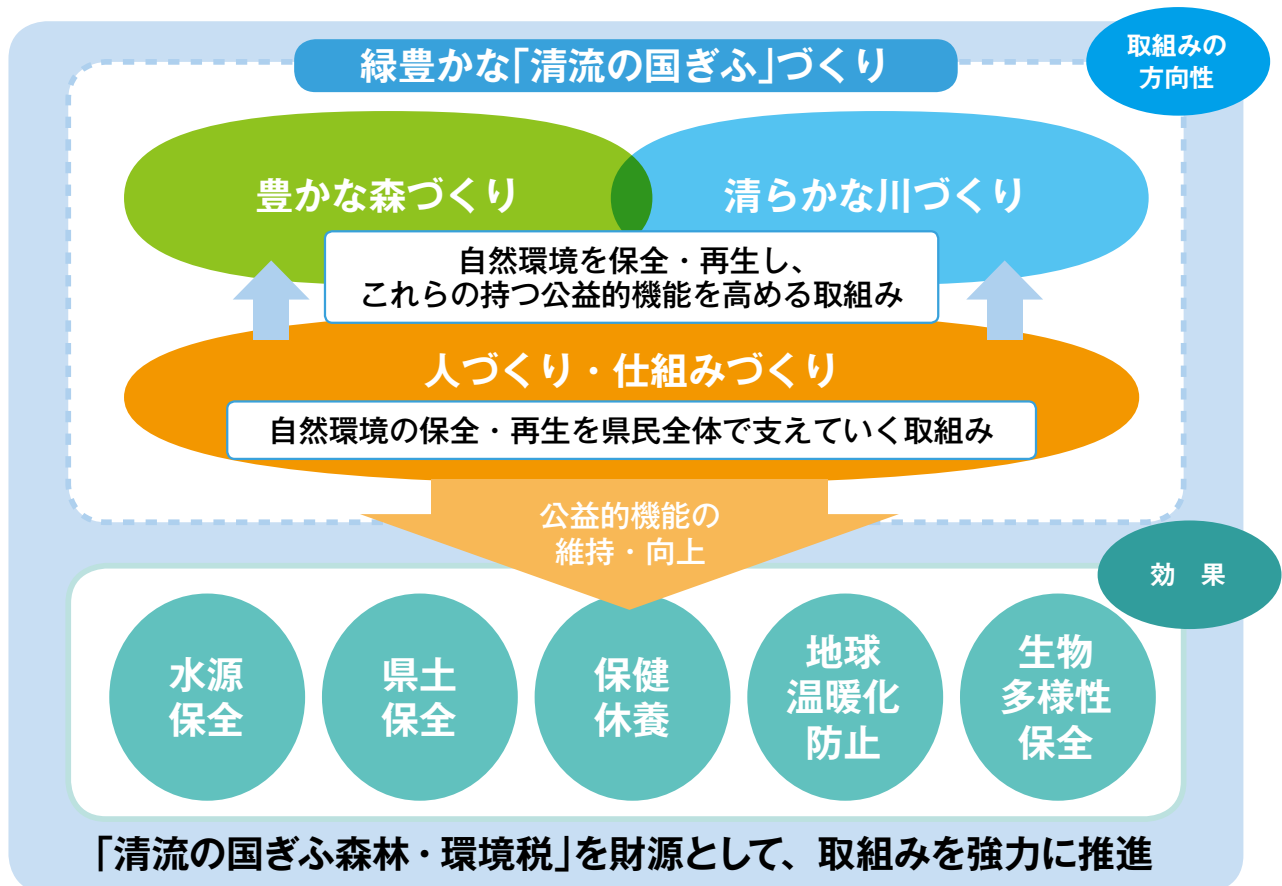 取組みの
方向性
緑豊かな「清流の国ぎふ」づくり
豊かな森づくり
清らかな川づくり
自然環境を保全・再生し、
これらの持つ公益的機能を高める取組み
人づくり・仕組みづくり
自然環境の保全・再生を県民全体で支えていく取組み
公益的機能の
維持・向上
効　果
水源
保全
県土
保全
保健
休養
地球
温暖化
防止
生物
多様性
保全
「清流の国ぎふ森林・環境税」を財源として、取組みを強力に推進